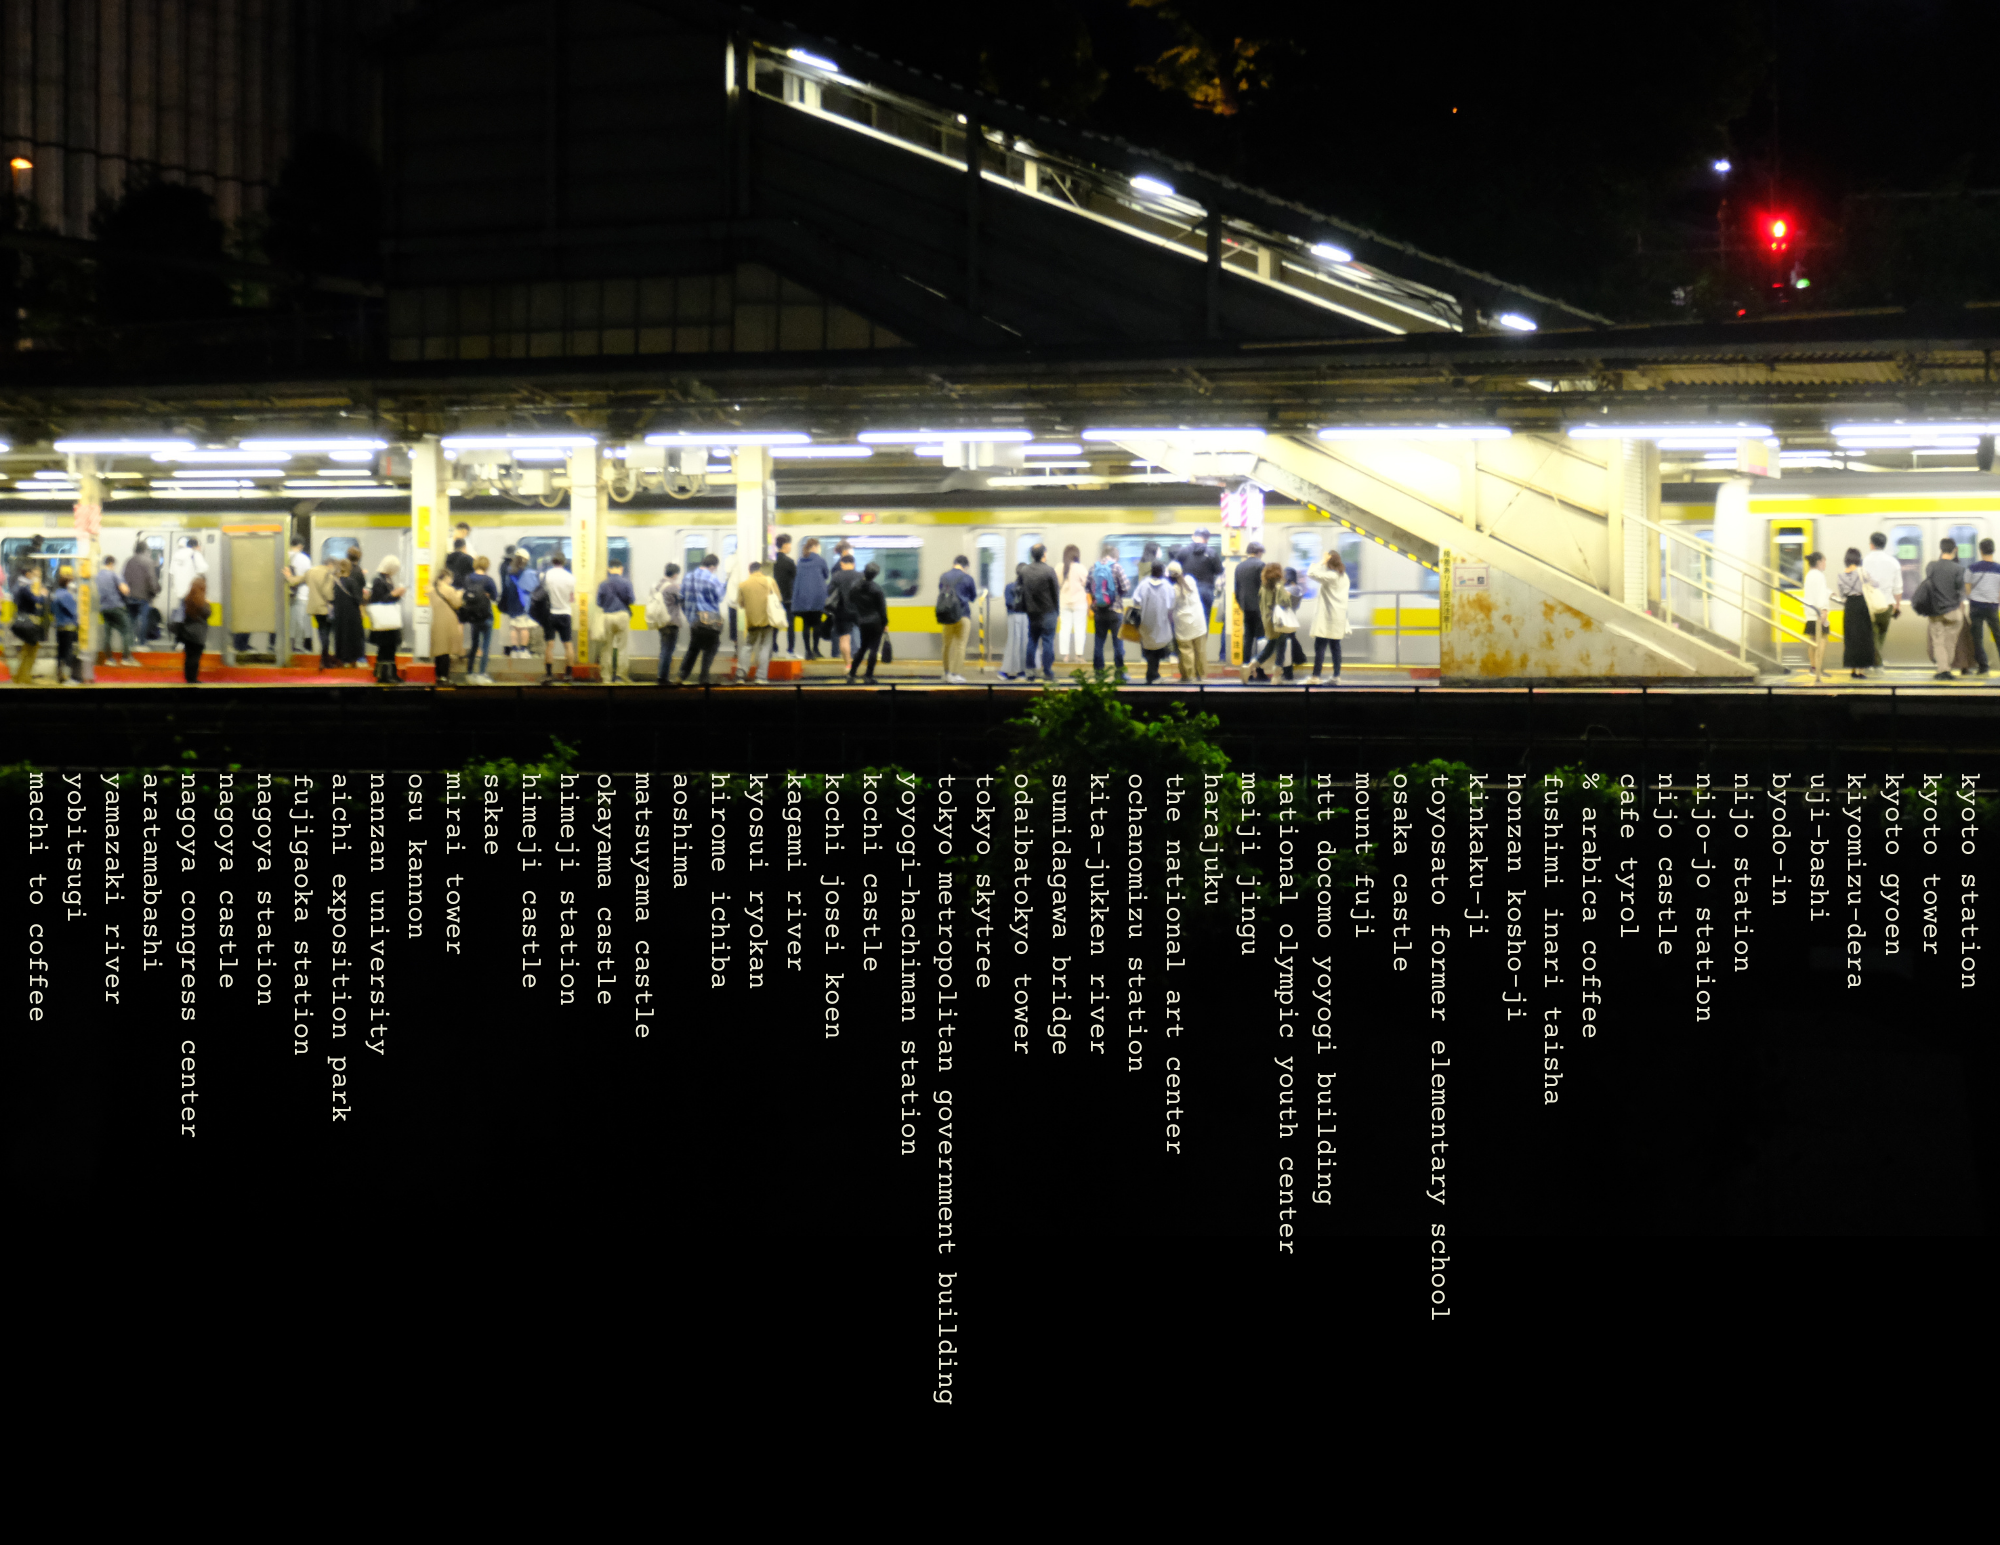 kyoto station
kyoto tower
kyoto gyoen
kiyomizu-dera
uji-bashi
byodo-in
nijo station
nijo-jo station
nijo castle
cafe tyrol
% arabica coffee
fushimi inari taisha
honzan kosho-ji
kinkaku-ji
toyosato former elementary school
osaka castle
mount fuji
ntt docomo yoyogi building
national olympic youth center
meiji jingu
harajuku
the national art center
ochanomizu station
kita-jukken river
sumidagawa bridge
odaibatokyo tower
tokyo skytree
tokyo metropolitan government building
yoyogi-hachiman station
kochi castle
kochi josei koen
kagami river
kyosui ryokan
hirome ichiba
aoshima
matsuyama castle
okayama castle
himeji station
himeji castle
sakae
mirai tower
osu kannon
nanzan university
aichi exposition park
fujigaoka station
nagoya station
nagoya castle
nagoya congress center
aratamabashi
yamazaki river
yobitsugi
machi to coffee